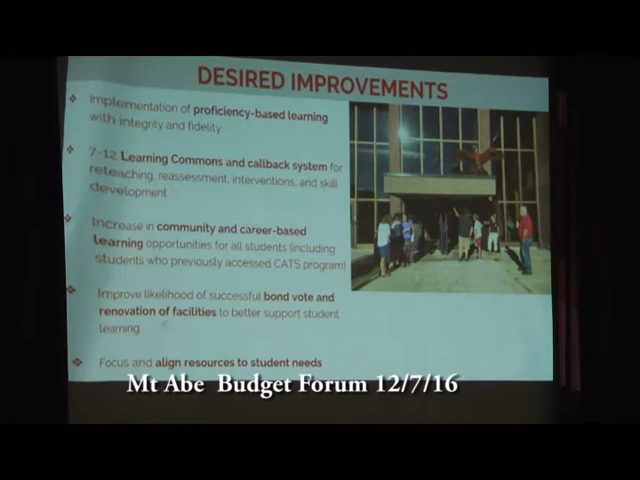 DESIRED IMPROVEMENTS
Implementation of proficiency-based learning
with integrity and fidelity
7-12 Learning Commons and callback system for
reteaching, reassessment, interventions, and skill
development
Increase in community and career-based
learning opportunities for all students (including
students who previously accessed CATS program)
Improve likelihood of successful bond vote and
renovation of facilities to better support student
learning
Focus and align resources to student needs
Mt Abe Budget Forum 12/7/16